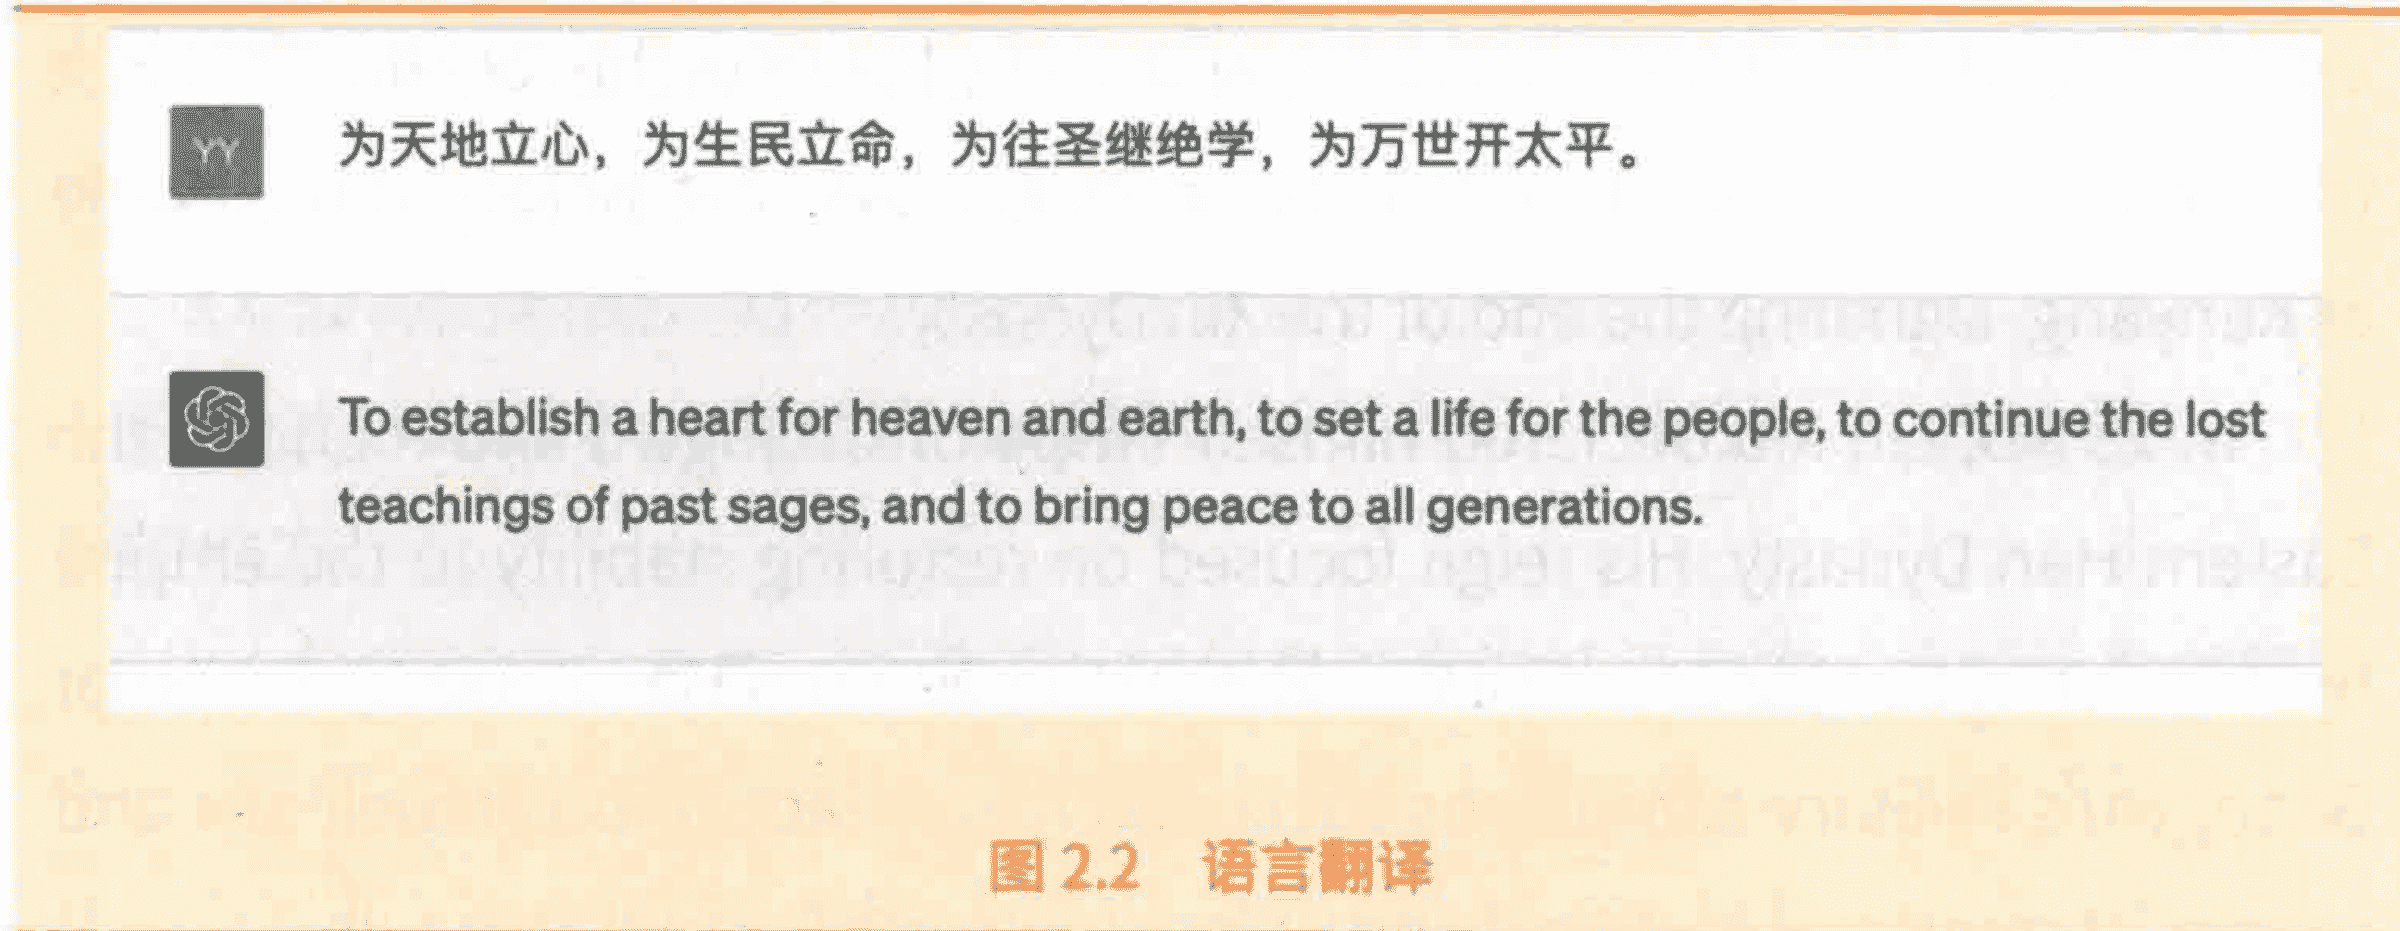 YY
为天地立心，为生民立命，为往圣继绝学，为万世开太平。
To establish a heart for heaven and earth, to set a life for the people, to continue the lost
teachings of past sages, and to bring peace to all generations.
图 2.2 语言翻译